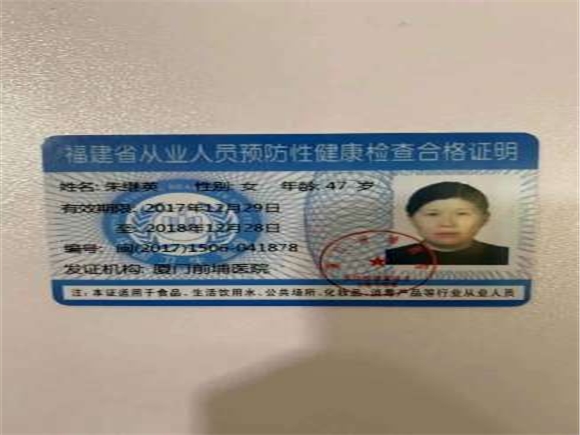 福建省从业人员预防性健康检查合格证明
姓名: 朱继英 性别: 女 年龄: 47 岁
有效期限: 2017年12月29日
至: 2018年12月28日
编号: 闽(2017)1506-041878
发证机构: 厦门前埔医院
注: 本证适用于食品、生活饮用水、公共场所、化妆品、消毒产品等行业从业人员